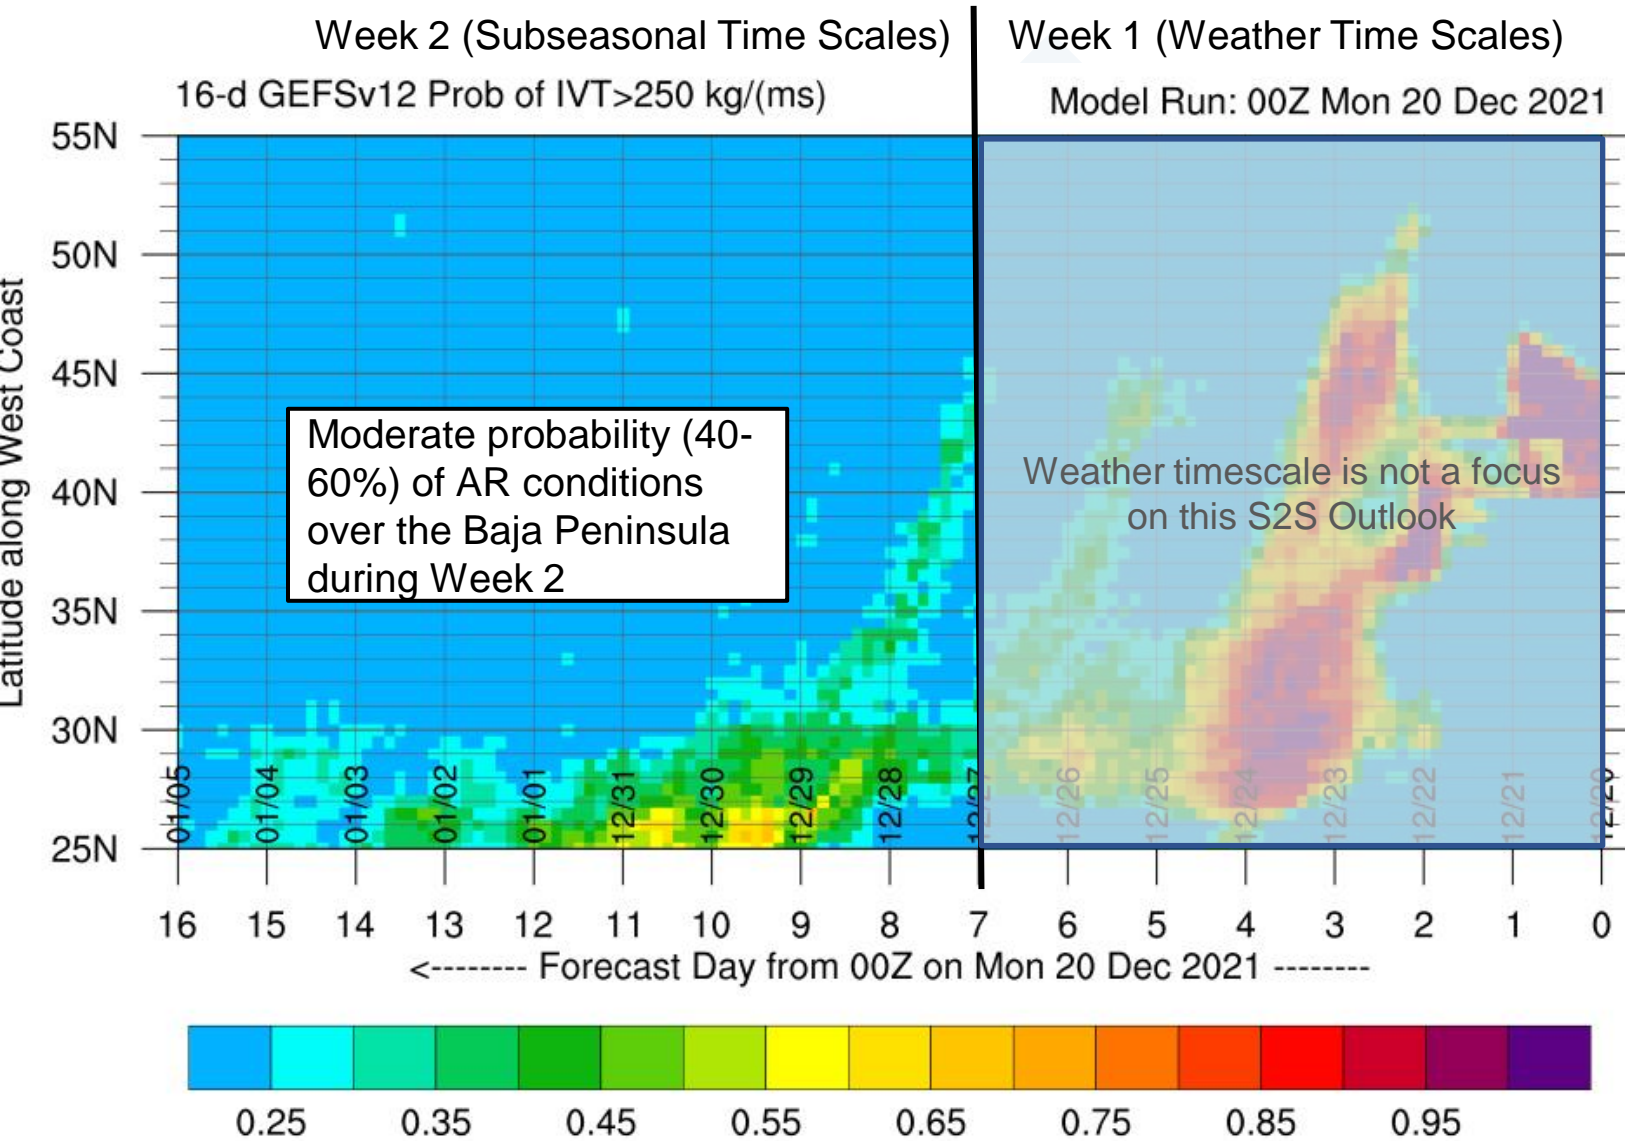 Week 2 (Subseasonal Time Scales)
Week 1 (Weather Time Scales)
16-d GEFSv12 Prob of IVT>250 kg/(ms)
Model Run: 00Z Mon 20 Dec 2021
Latitude along West Coast
55N
50N
45N
40N
35N
30N
25N
Moderate probability (40-
60%) of AR conditions
over the Baja Peninsula
during Week 2
Weather timescale is not a focus
on this S2S Outlook
01/05
01/04
01/03
01/02
01/01
12/31
12/30
12/29
12/28
12/27
12/26
12/25
12/24
12/23
12/22
12/21
12/20
16 15 14 13 12 11 10 9 8 7 6 5 4 3 2 1 0
<-------- Forecast Day from 00Z on Mon 20 Dec 2021 --------
0.25 0.35 0.45 0.55 0.65 0.75 0.85 0.95